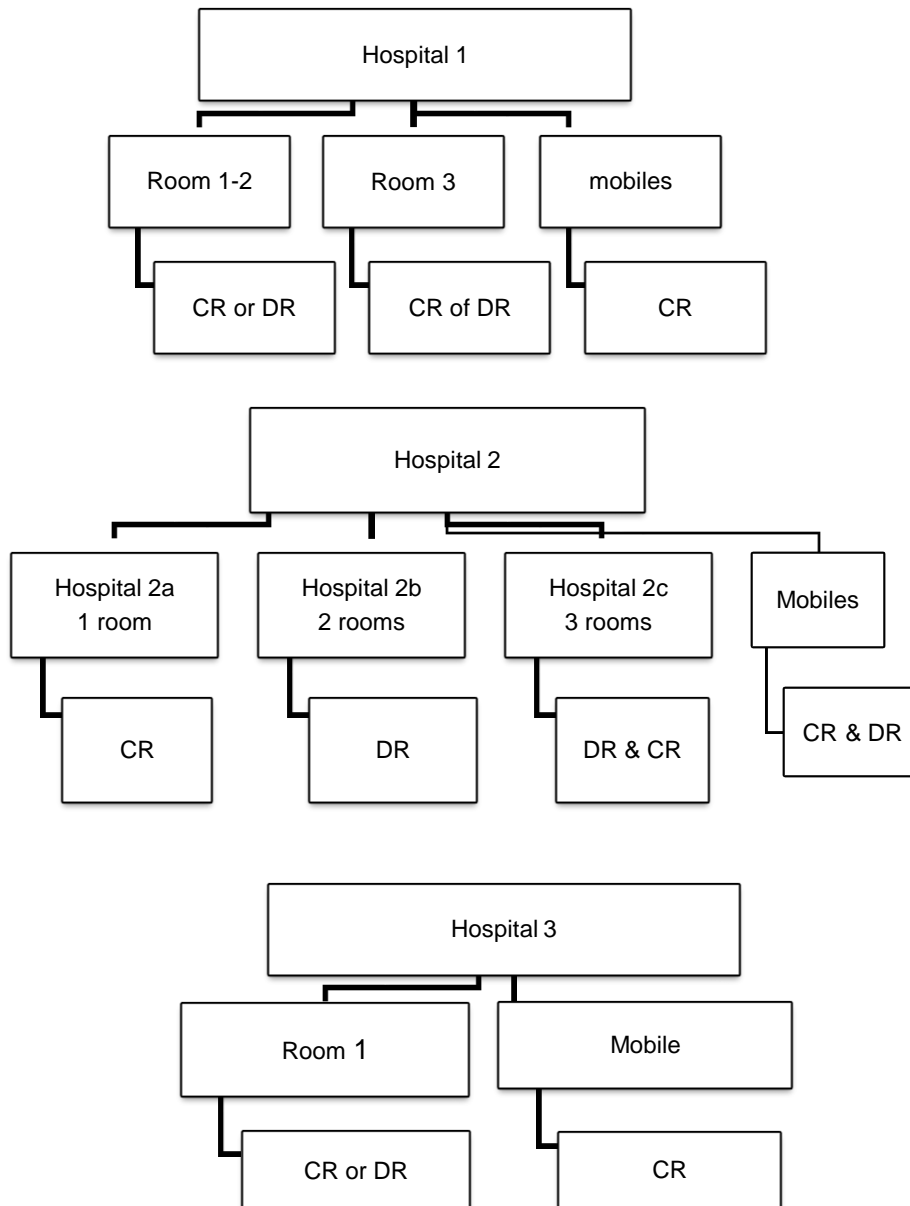 Hospital 1
Room 1-2
Room 3
mobiles
CR or DR
CR of DR
CR
Hospital 2
Hospital 2a
1 room
Hospital 2b
2 rooms
Hospital 2c
3 rooms
Mobiles
CR
DR
DR & CR
CR & DR
Hospital 3
Room 1
Mobile
CR or DR
CR